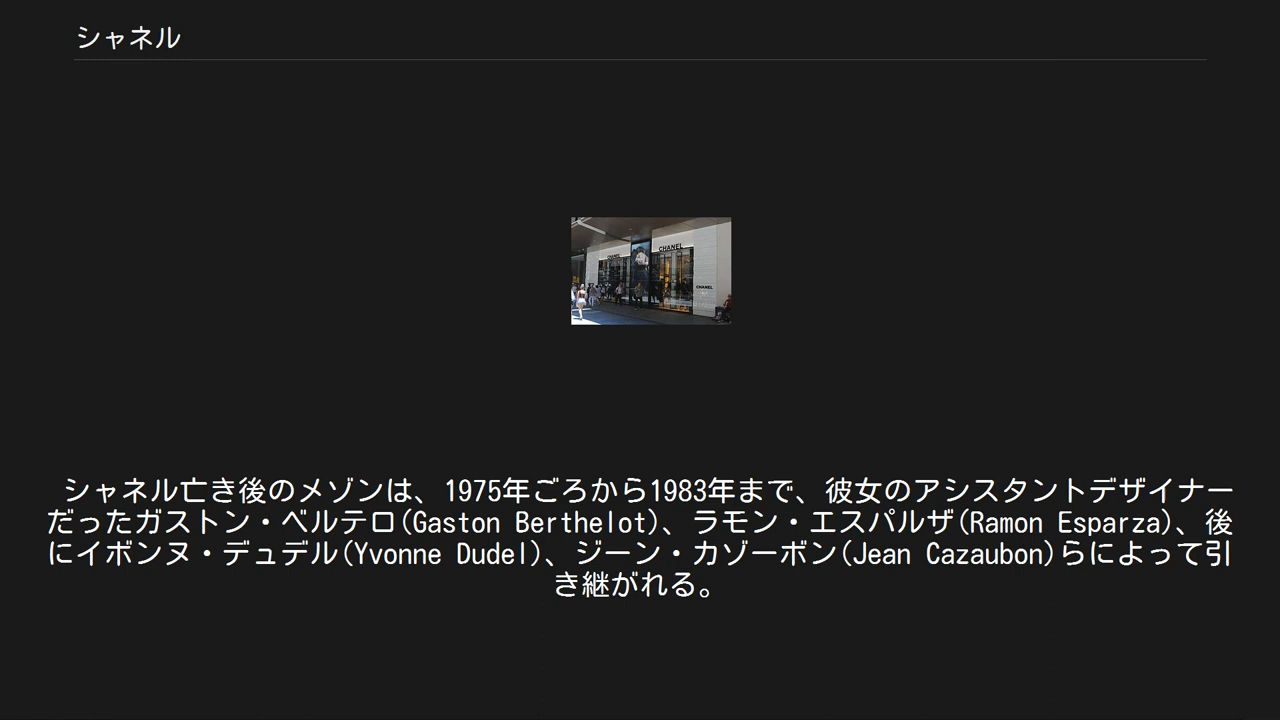 シャネル
CHANEL
CHANEL
CHANEL
シャネル亡き後のメゾンは、1975年ごろから1983年まで、彼女のアシスタントデザイナー
だったガストン・ベルテロ(Gaston Berthelot)、ラモン・エスパルザ(Ramon Esparza)、後
にイボンヌ・デュデル(Yvonne Dudel)、ジーン・カゾーボン(Jean Cazaubon)らによって引
き継がれる。